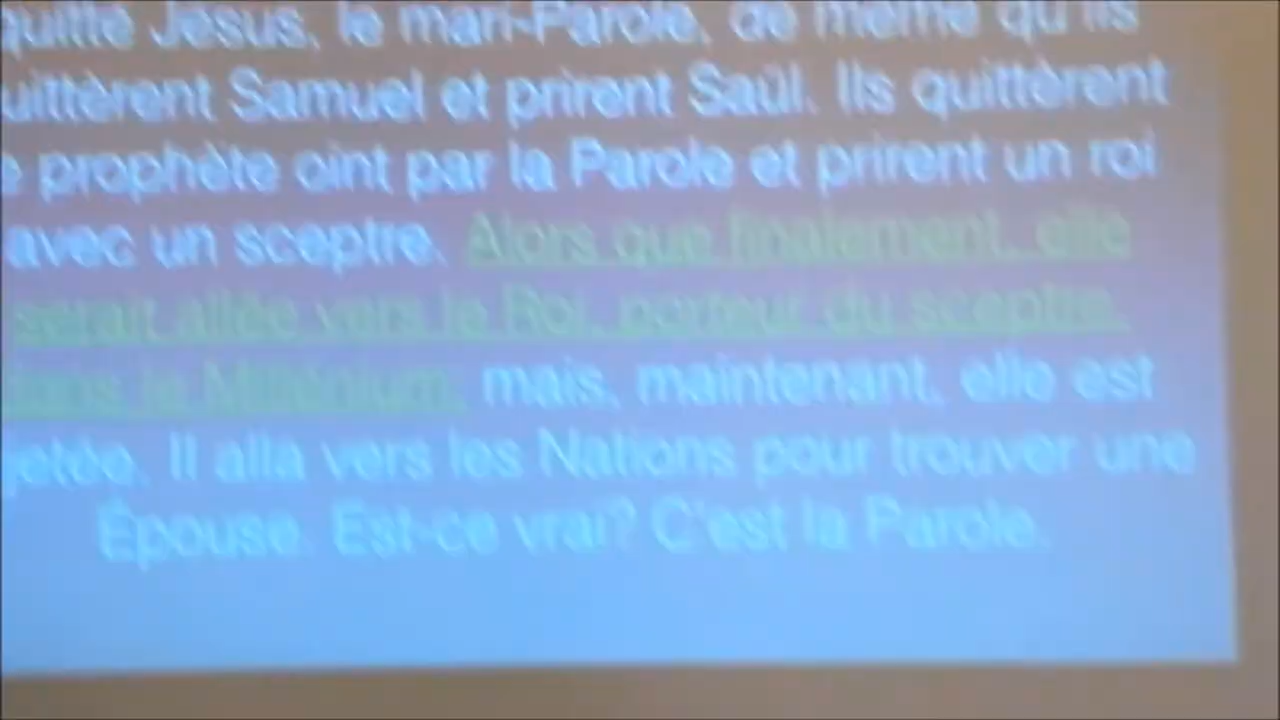 quitté Jésus, le mari-Parole, de même qu'ils
uittèrent Samuel et prirent Saül. Ils quittèrent
e prophète oint par la Parole et prirent un roi
avec un sceptre. Alors que finalement, elle
serait allée vers le Roi, porteur du sceptre,
dans le Millénium, mais, maintenant, elle est
jetée. Il alla vers les Nations pour trouver une
Épouse. Est-ce vrai? C'est la Parole.